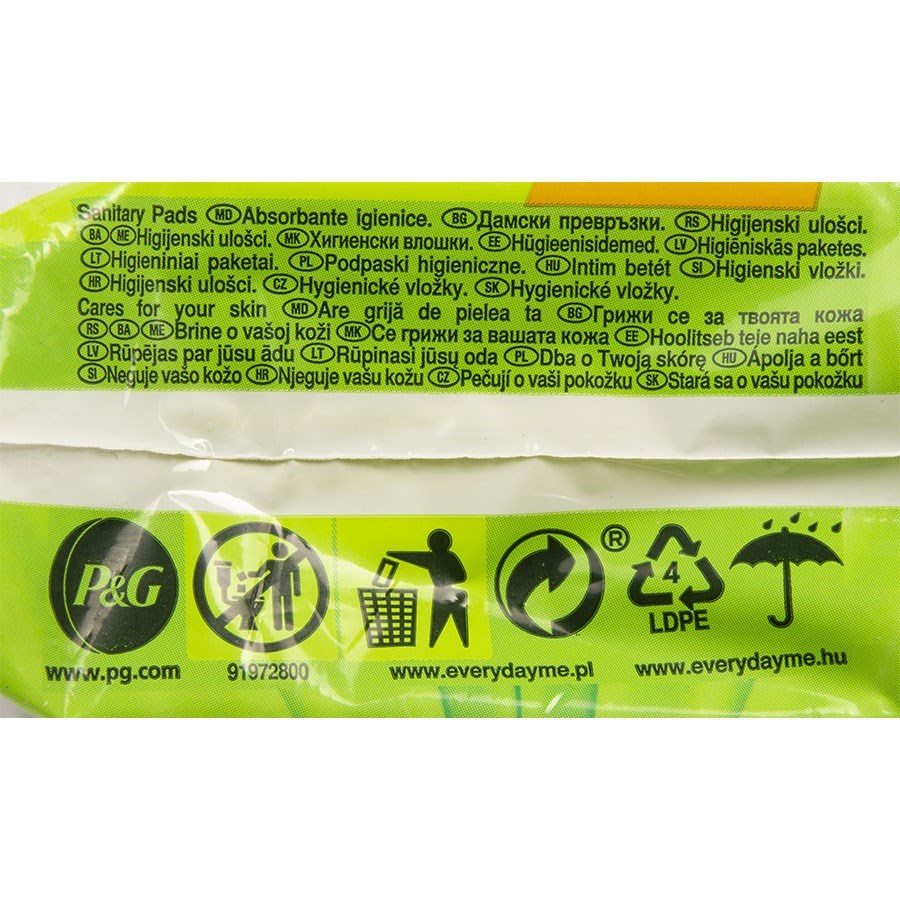 Sanitary Pads MD Absorbante igienice. BG Дамски превръзки. RS Higijenski ulošci.
BA ME Higijenski ulošci. MK Хигиенски влошки. EE Hügieenisidemed. LV Higiēniskās paketes.
LT Higieniniai paketai. PL Podpaski higieniczne. HU Intim betét SI Higienski vložki.
HR Higijenski ulošci. CZ Hygienické vložky. SK Hygienické vložky.
Cares for your skin MD Are grijă de pielea ta BG Грижи се за твоята кожа
RS BA ME Brine o vašoj koži MK Се грижи за вашата кожа EE Hoolitseb teie naha eest
LV Rūpējas par jūsu ādu LT Rūpinasi jūsų oda PL Dba o Twoją skórę HU Ápolja a bőrt
SI Neguje vašo kožo HR Njeguje vašu kožu CZ Pečují o vaši pokožku SK Stará sa o vašu pokožku
P&G
®
4
LDPE
www.pg.com 91972800 www.everydayme.pl www.everydayme.hu